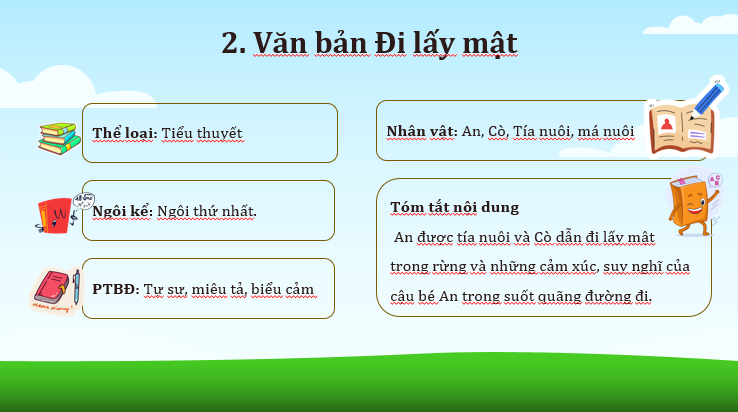 2. Văn bản Đi lấy mật
Thể loại: Tiểu thuyết
Ngôi kể: Ngôi thứ nhất.
PTBĐ: Tự sự, miêu tả, biểu cảm
Nhân vật: An, Cò, Tía nuôi, má nuôi
Tóm tắt nội dung
An được tía nuôi và Cò dẫn đi lấy mật
trong rừng và những cảm xúc, suy nghĩ của
cậu bé An trong suốt quãng đường đi.